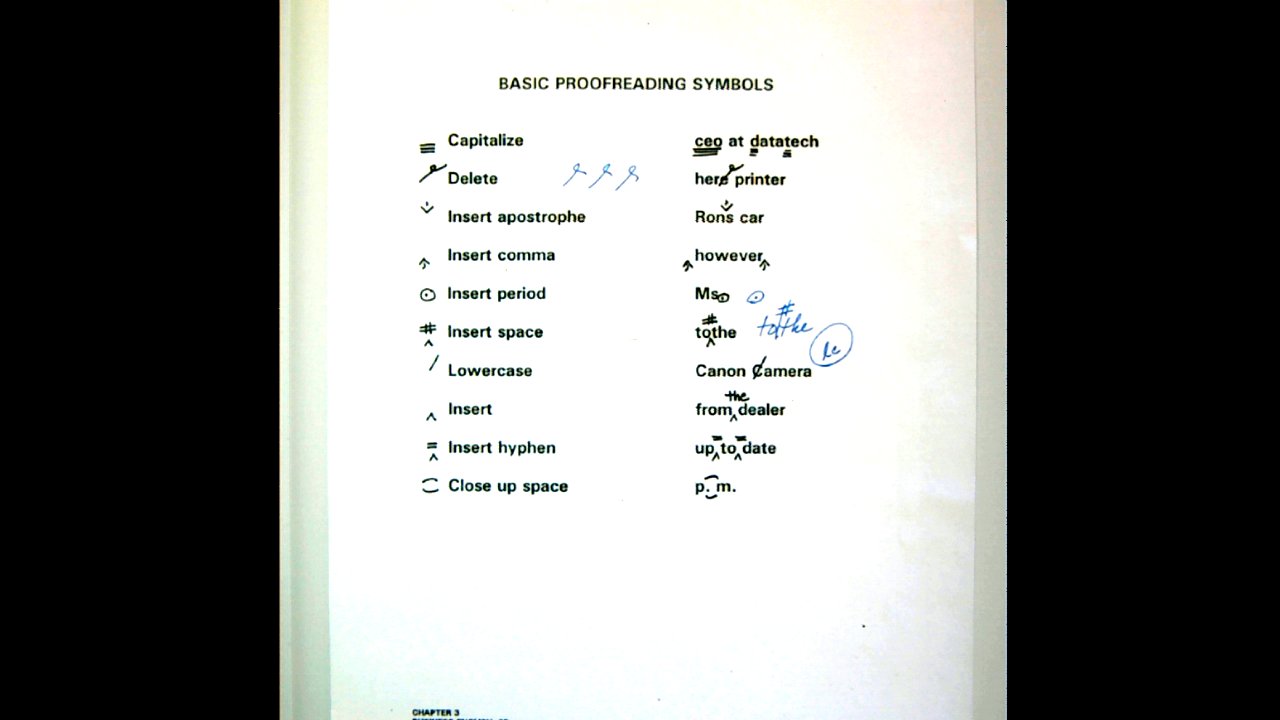 BASIC PROOFREADING SYMBOLS
Capitalize ceo at datatech
Delete here printer
Insert apostrophe Rons car
Insert comma however
Insert period Ms
# Insert space # tothe # tothe
lc
Lowercase Canon Camera
the
Insert from dealer
= Insert hyphen up = to = date
Close up space p. m.
CHAPTER 3